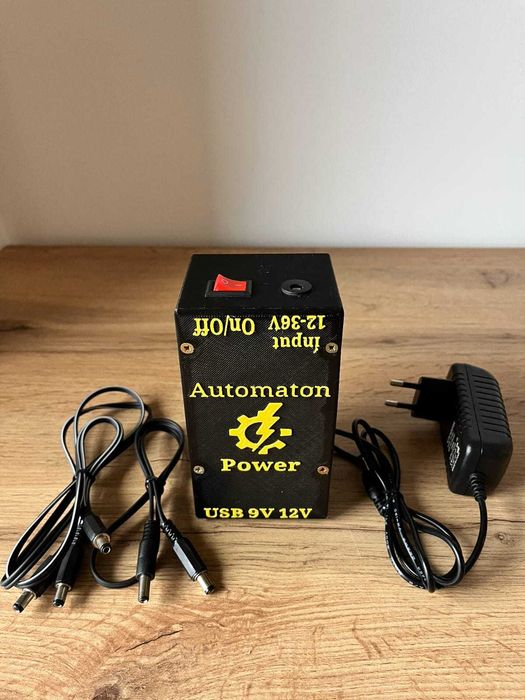 input
12-36V On/Off
Automaton
Power
USB 9V 12V